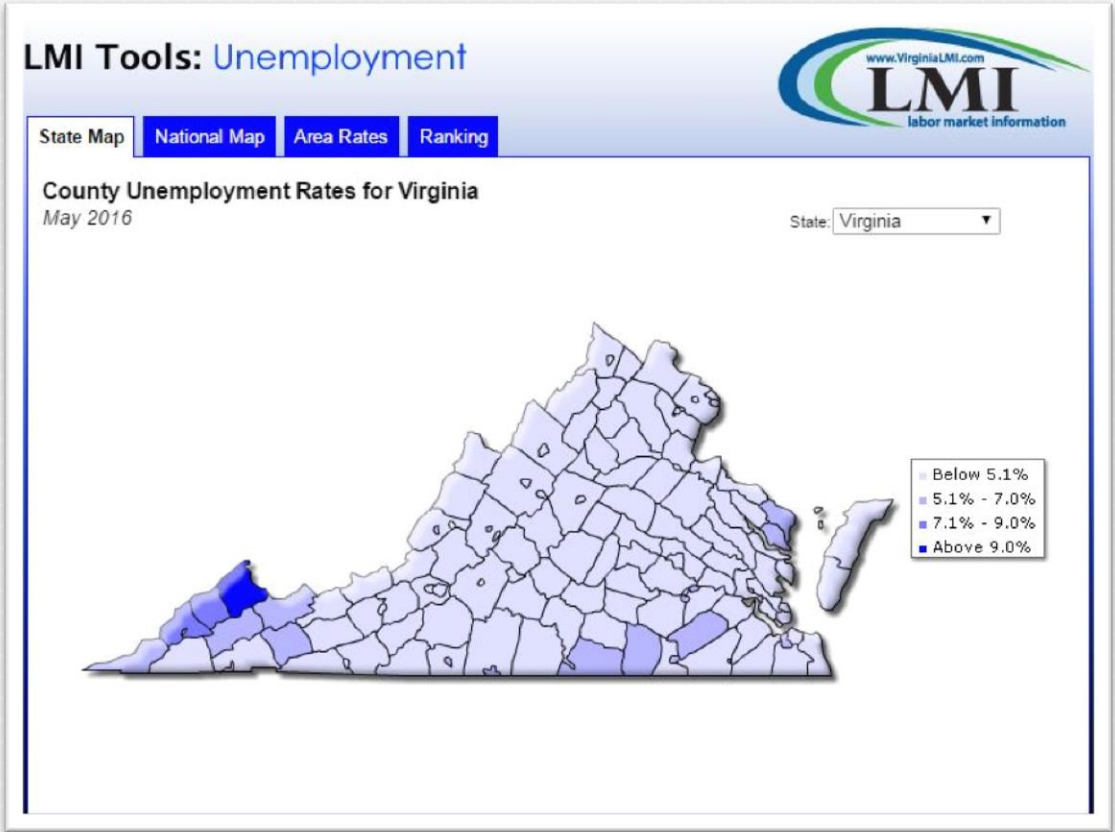 LMI Tools: Unemployment
www.VirginiaLMI.com
LMI
labor market information
State Map National Map Area Rates Ranking
County Unemployment Rates for Virginia
May 2016
State: Virginia
Below 5.1%
5.1% - 7.0%
7.1% - 9.0%
Above 9.0%